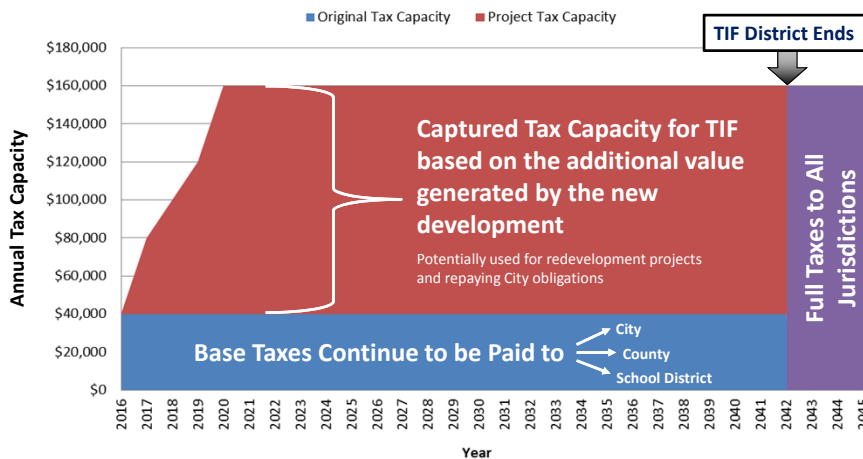 Original Tax Capacity
Project Tax Capacity
TIF District Ends
$180,000
$160,000
$140,000
$120,000
$100,000
$80,000
$60,000
$40,000
$20,000
$0
Annual Tax Capacity
Captured Tax Capacity for TIF
based on the additional value
generated by the new
development
Potentially used for redevelopment projects
and repaying City obligations
Full Taxes to All
Jurisdictions
Base Taxes Continue to be Paid to
City
County
School District
2016
2017
2018
2019
2020
2021
2022
2023
2024
2025
2026
2027
2028
2029
2030
2031
2032
2033
2034
2035
2036
2037
2038
2039
2040
2041
2042
2043
2044
2045
Year